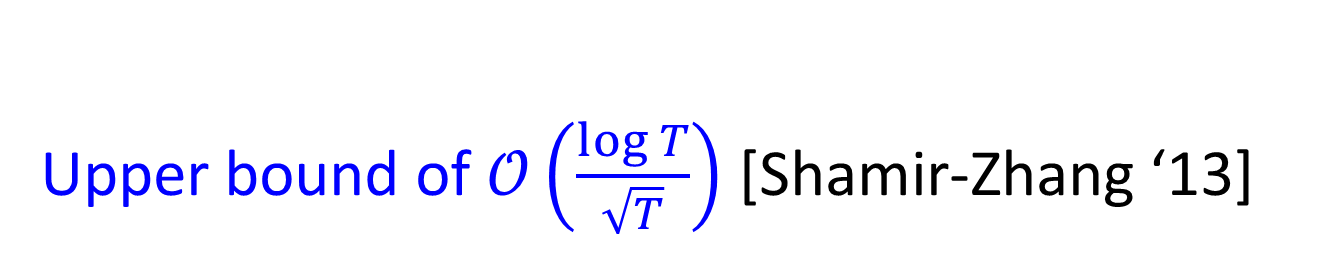 Upper bound of 𝒪 (log T / √T) [Shamir-Zhang ‘13]